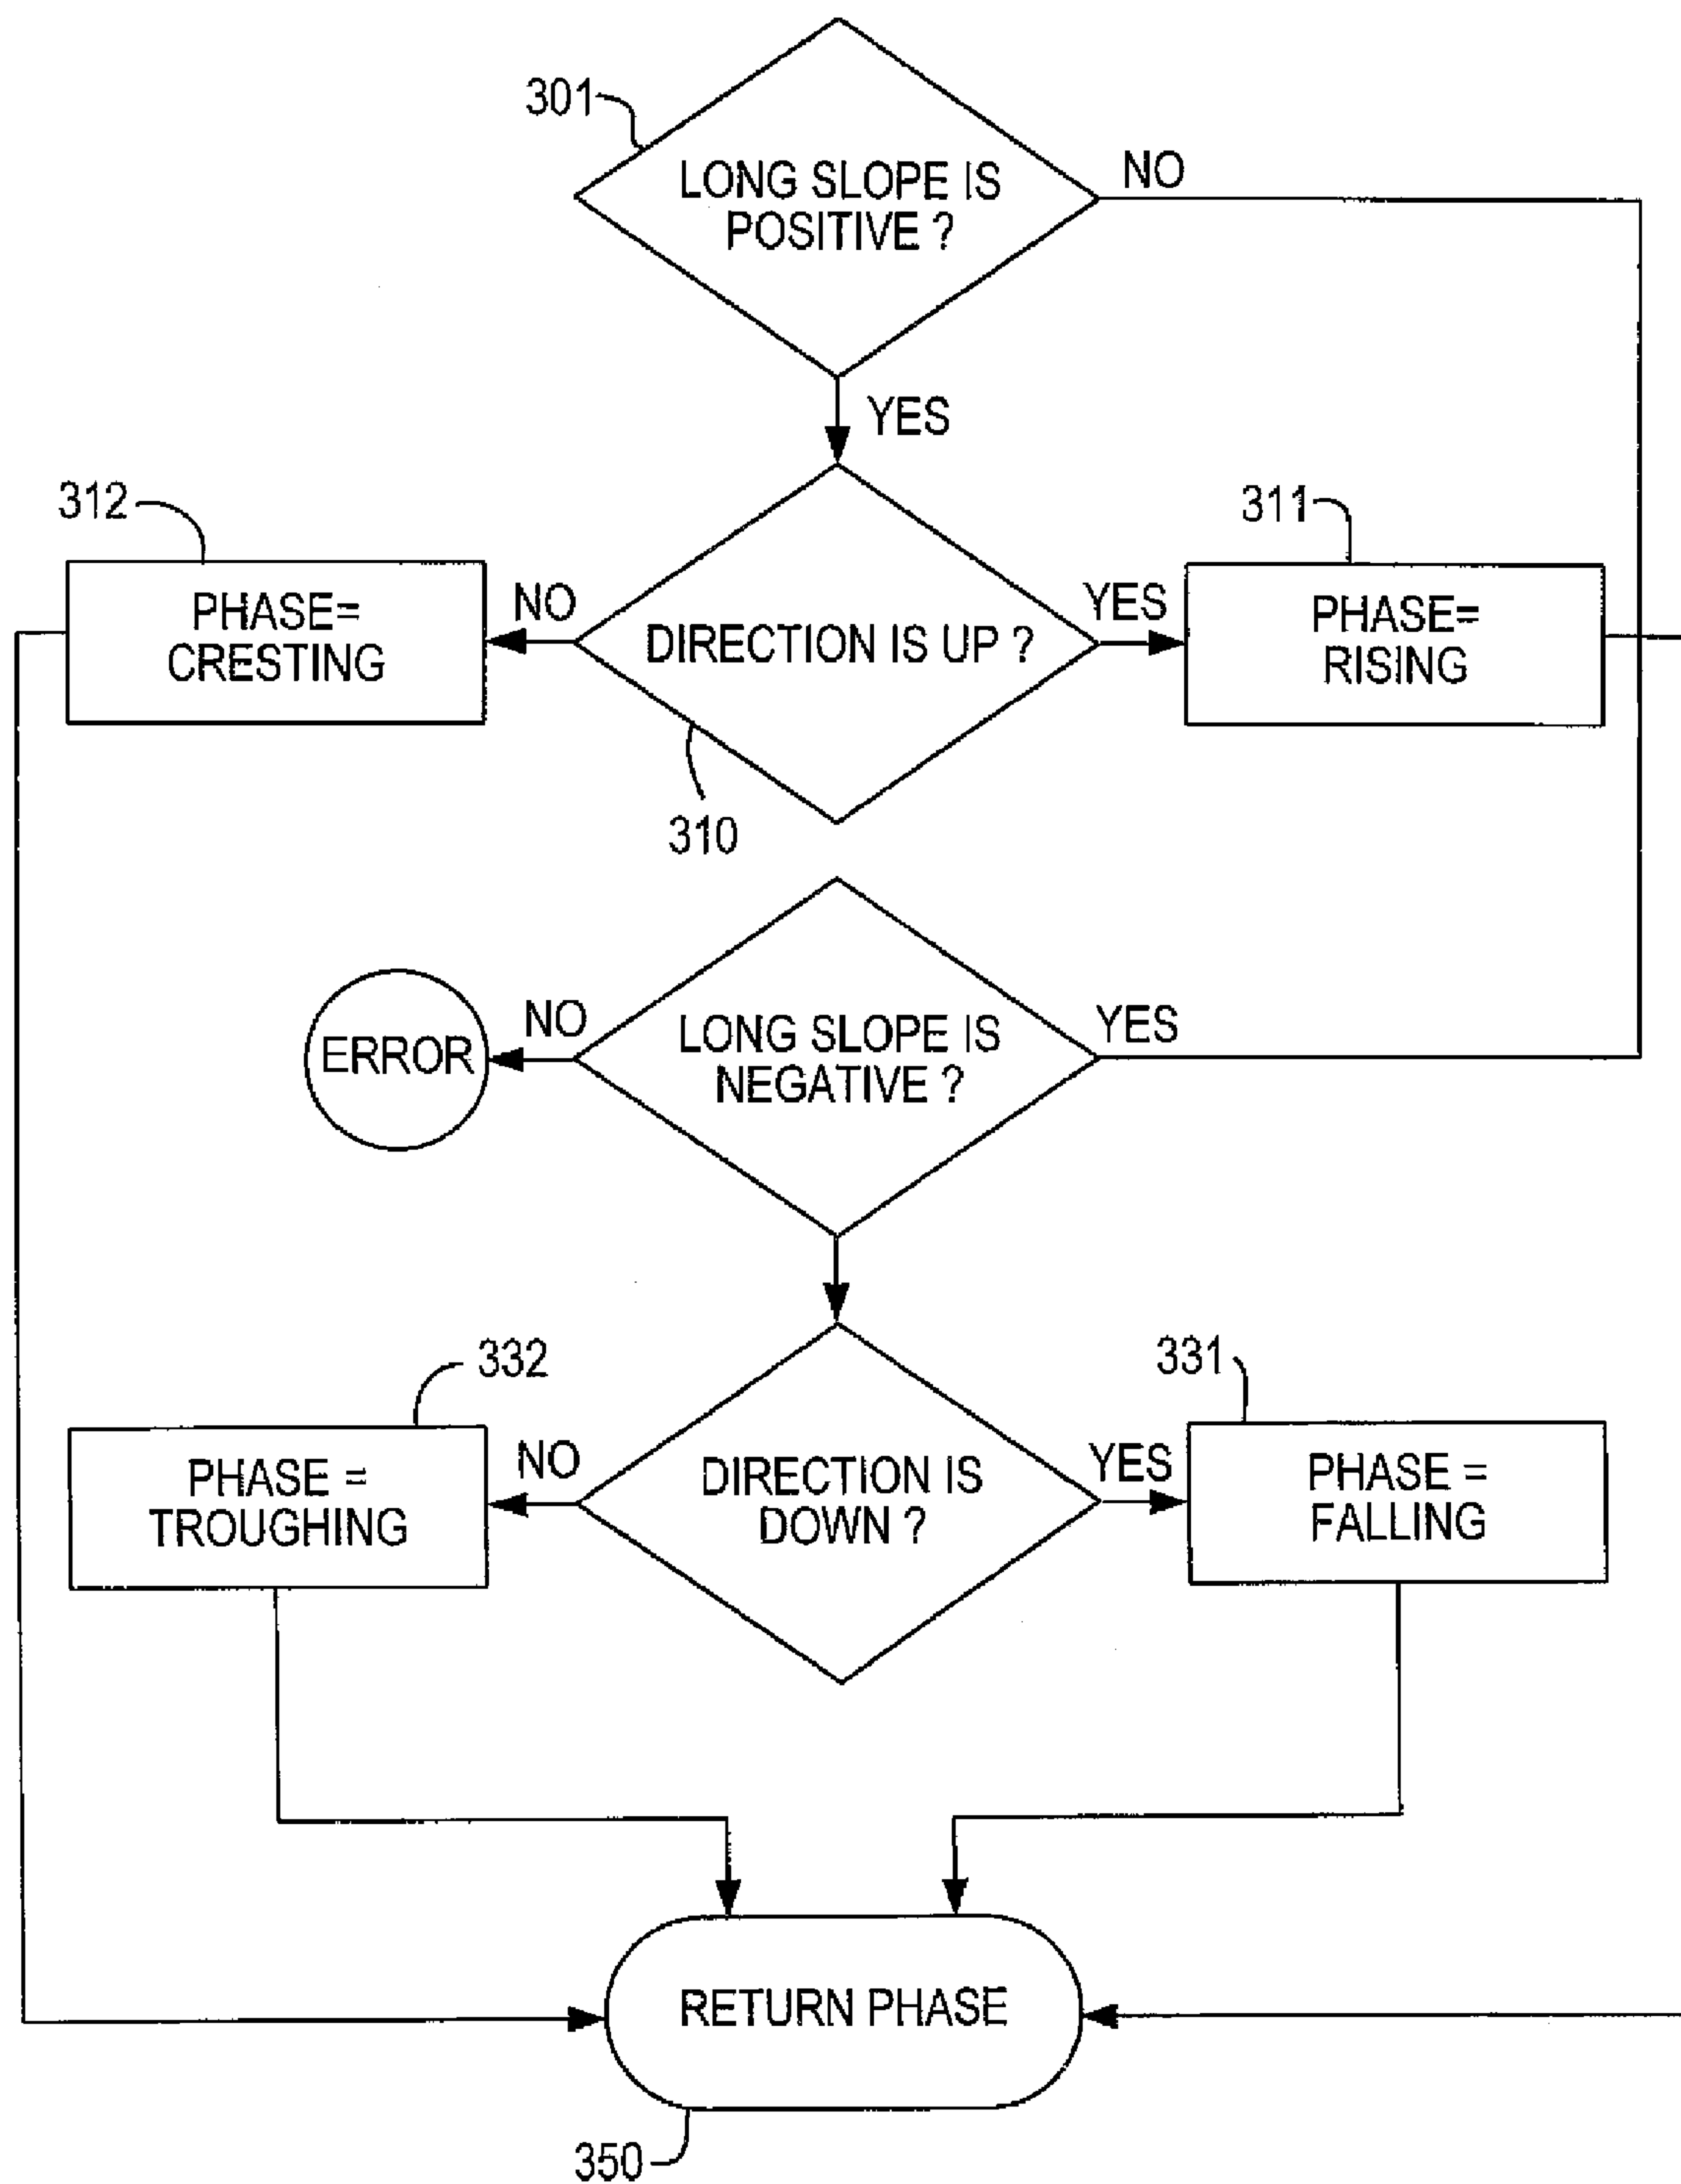 301
LONG SLOPE IS
POSITIVE ?
NO
YES
312
311
PHASE=
CRESTING
NO
DIRECTION IS UP ?
YES
PHASE=
RISING
310
ERROR
NO
LONG SLOPE IS
NEGATIVE ?
YES
332
331
PHASE =
TROUGHING
NO
DIRECTION IS
DOWN ?
YES
PHASE =
FALLING
RETURN PHASE
350